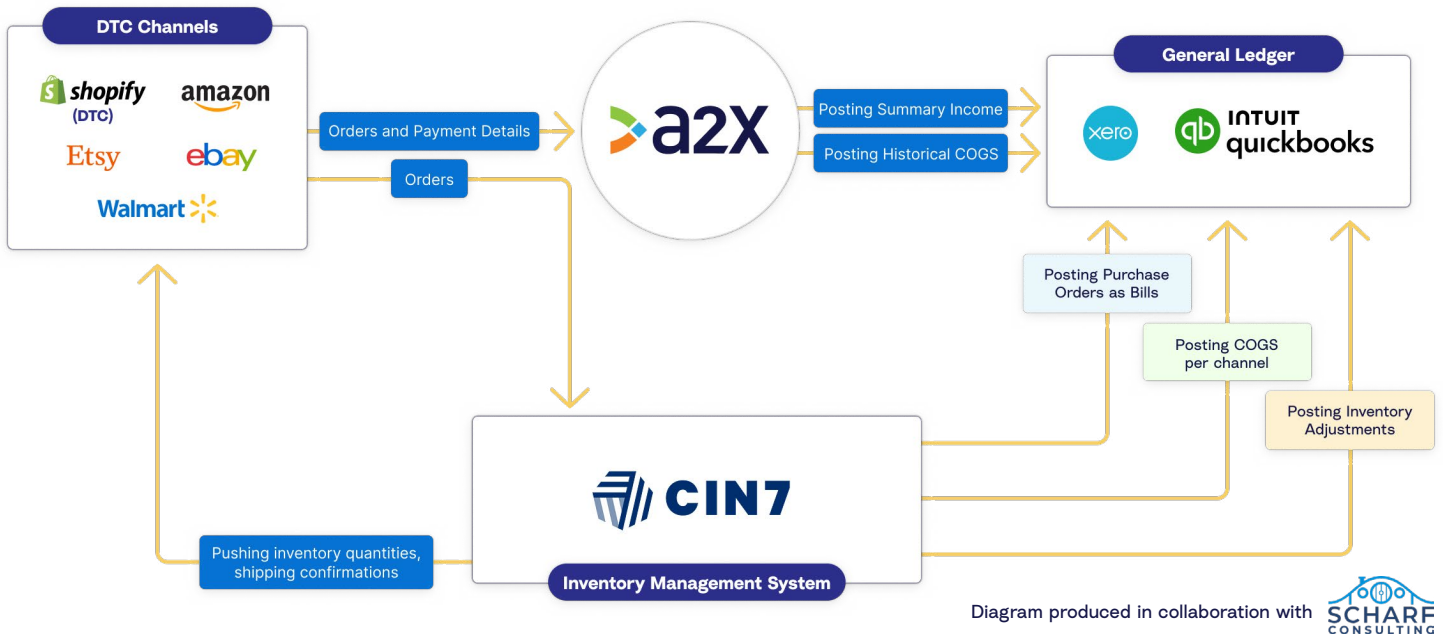 DTC Channels
shopify
(DTC)
amazon
Etsy
ebay
Walmart
Orders and Payment Details
Orders
a2x
Posting Summary Income
Posting Historical COGS
General Ledger
xero
qb
INTUIT
quickbooks
Posting Purchase
Orders as Bills
Posting COGS
per channel
Posting Inventory
Adjustments
CIN7
Inventory Management System
Pushing inventory quantities,
shipping confirmations
Diagram produced in collaboration with
SCHARF
CONSULTING